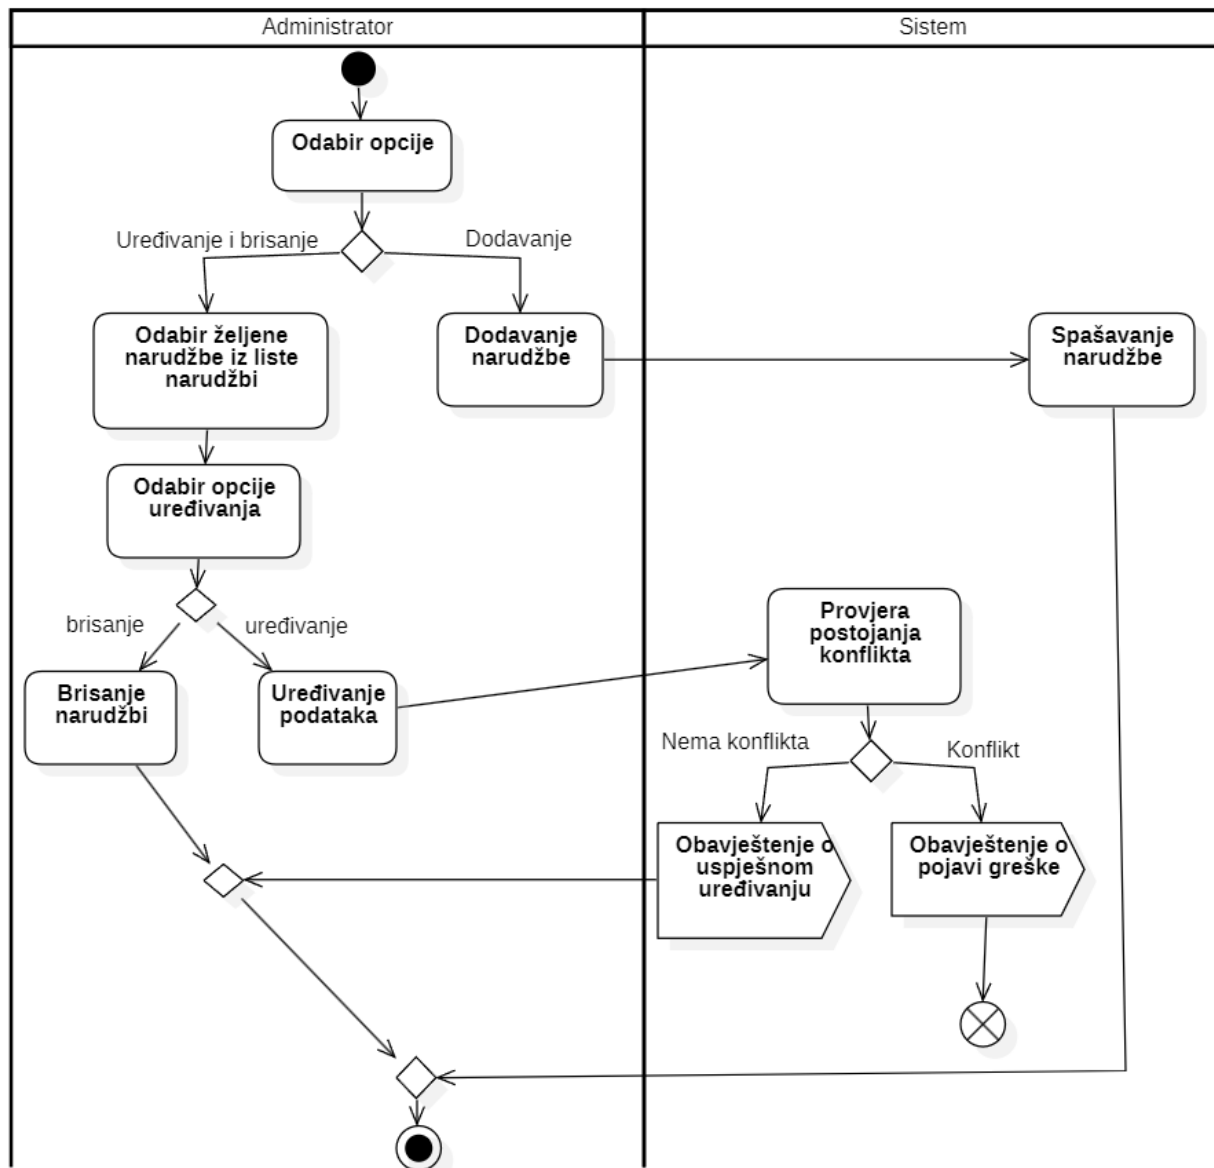 Administrator
Sistem
Odabir opcije
Uređivanje i brisanje
Dodavanje
Odabir željene
narudžbe iz liste
narudžbi
Dodavanje
narudžbe
Spašavanje
narudžbe
Odabir opcije
uređivanja
brisanje
uređivanje
Provjera
postojanja
konflikta
Brisanje
narudžbi
Uređivanje
podataka
Nema konflikta
Konflikt
Obavještenje o
uspješnom
uređivanju
Obavještenje o
pojavi greške